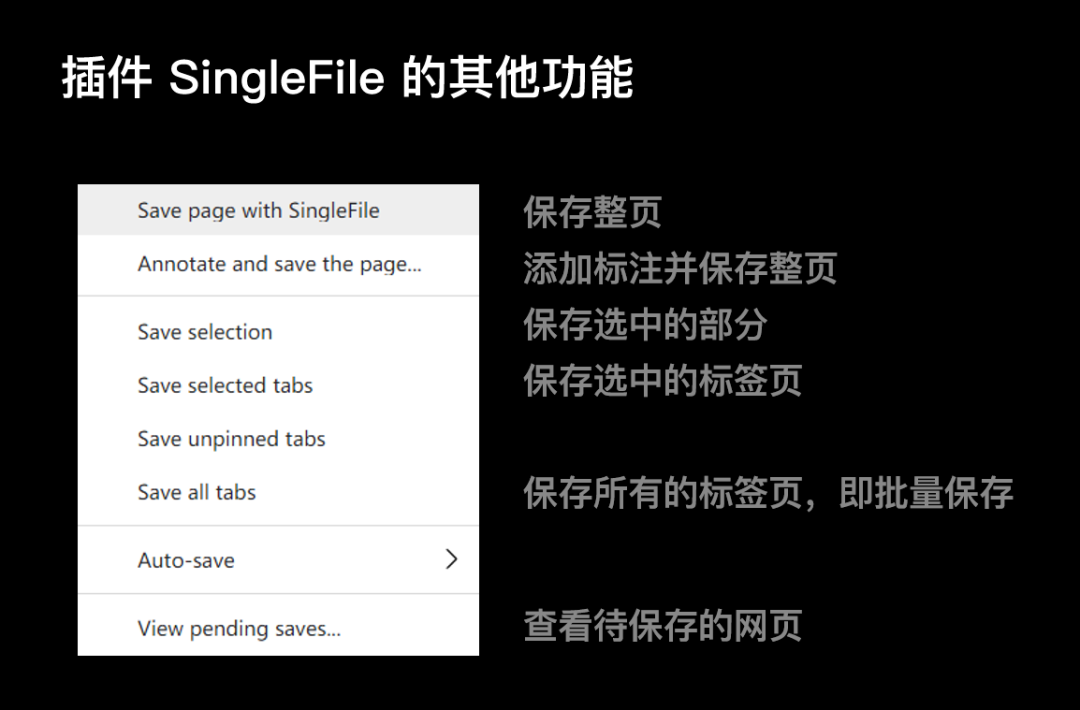 插件 SingleFile 的其他功能
Save page with SingleFile 保存整页
Annotate and save the page... 添加标注并保存整页
Save selection 保存选中的部分
Save selected tabs 保存选中的标签页
Save unpinned tabs
Save all tabs 保存所有的标签页，即批量保存
Auto-save
View pending saves... 查看待保存的网页